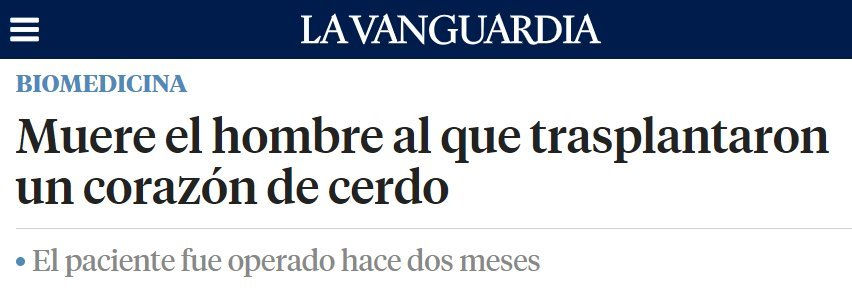 LA VANGUARDIA
BIOMEDICINA
Muere el hombre al que trasplantaron
un corazón de cerdo
• El paciente fue operado hace dos meses